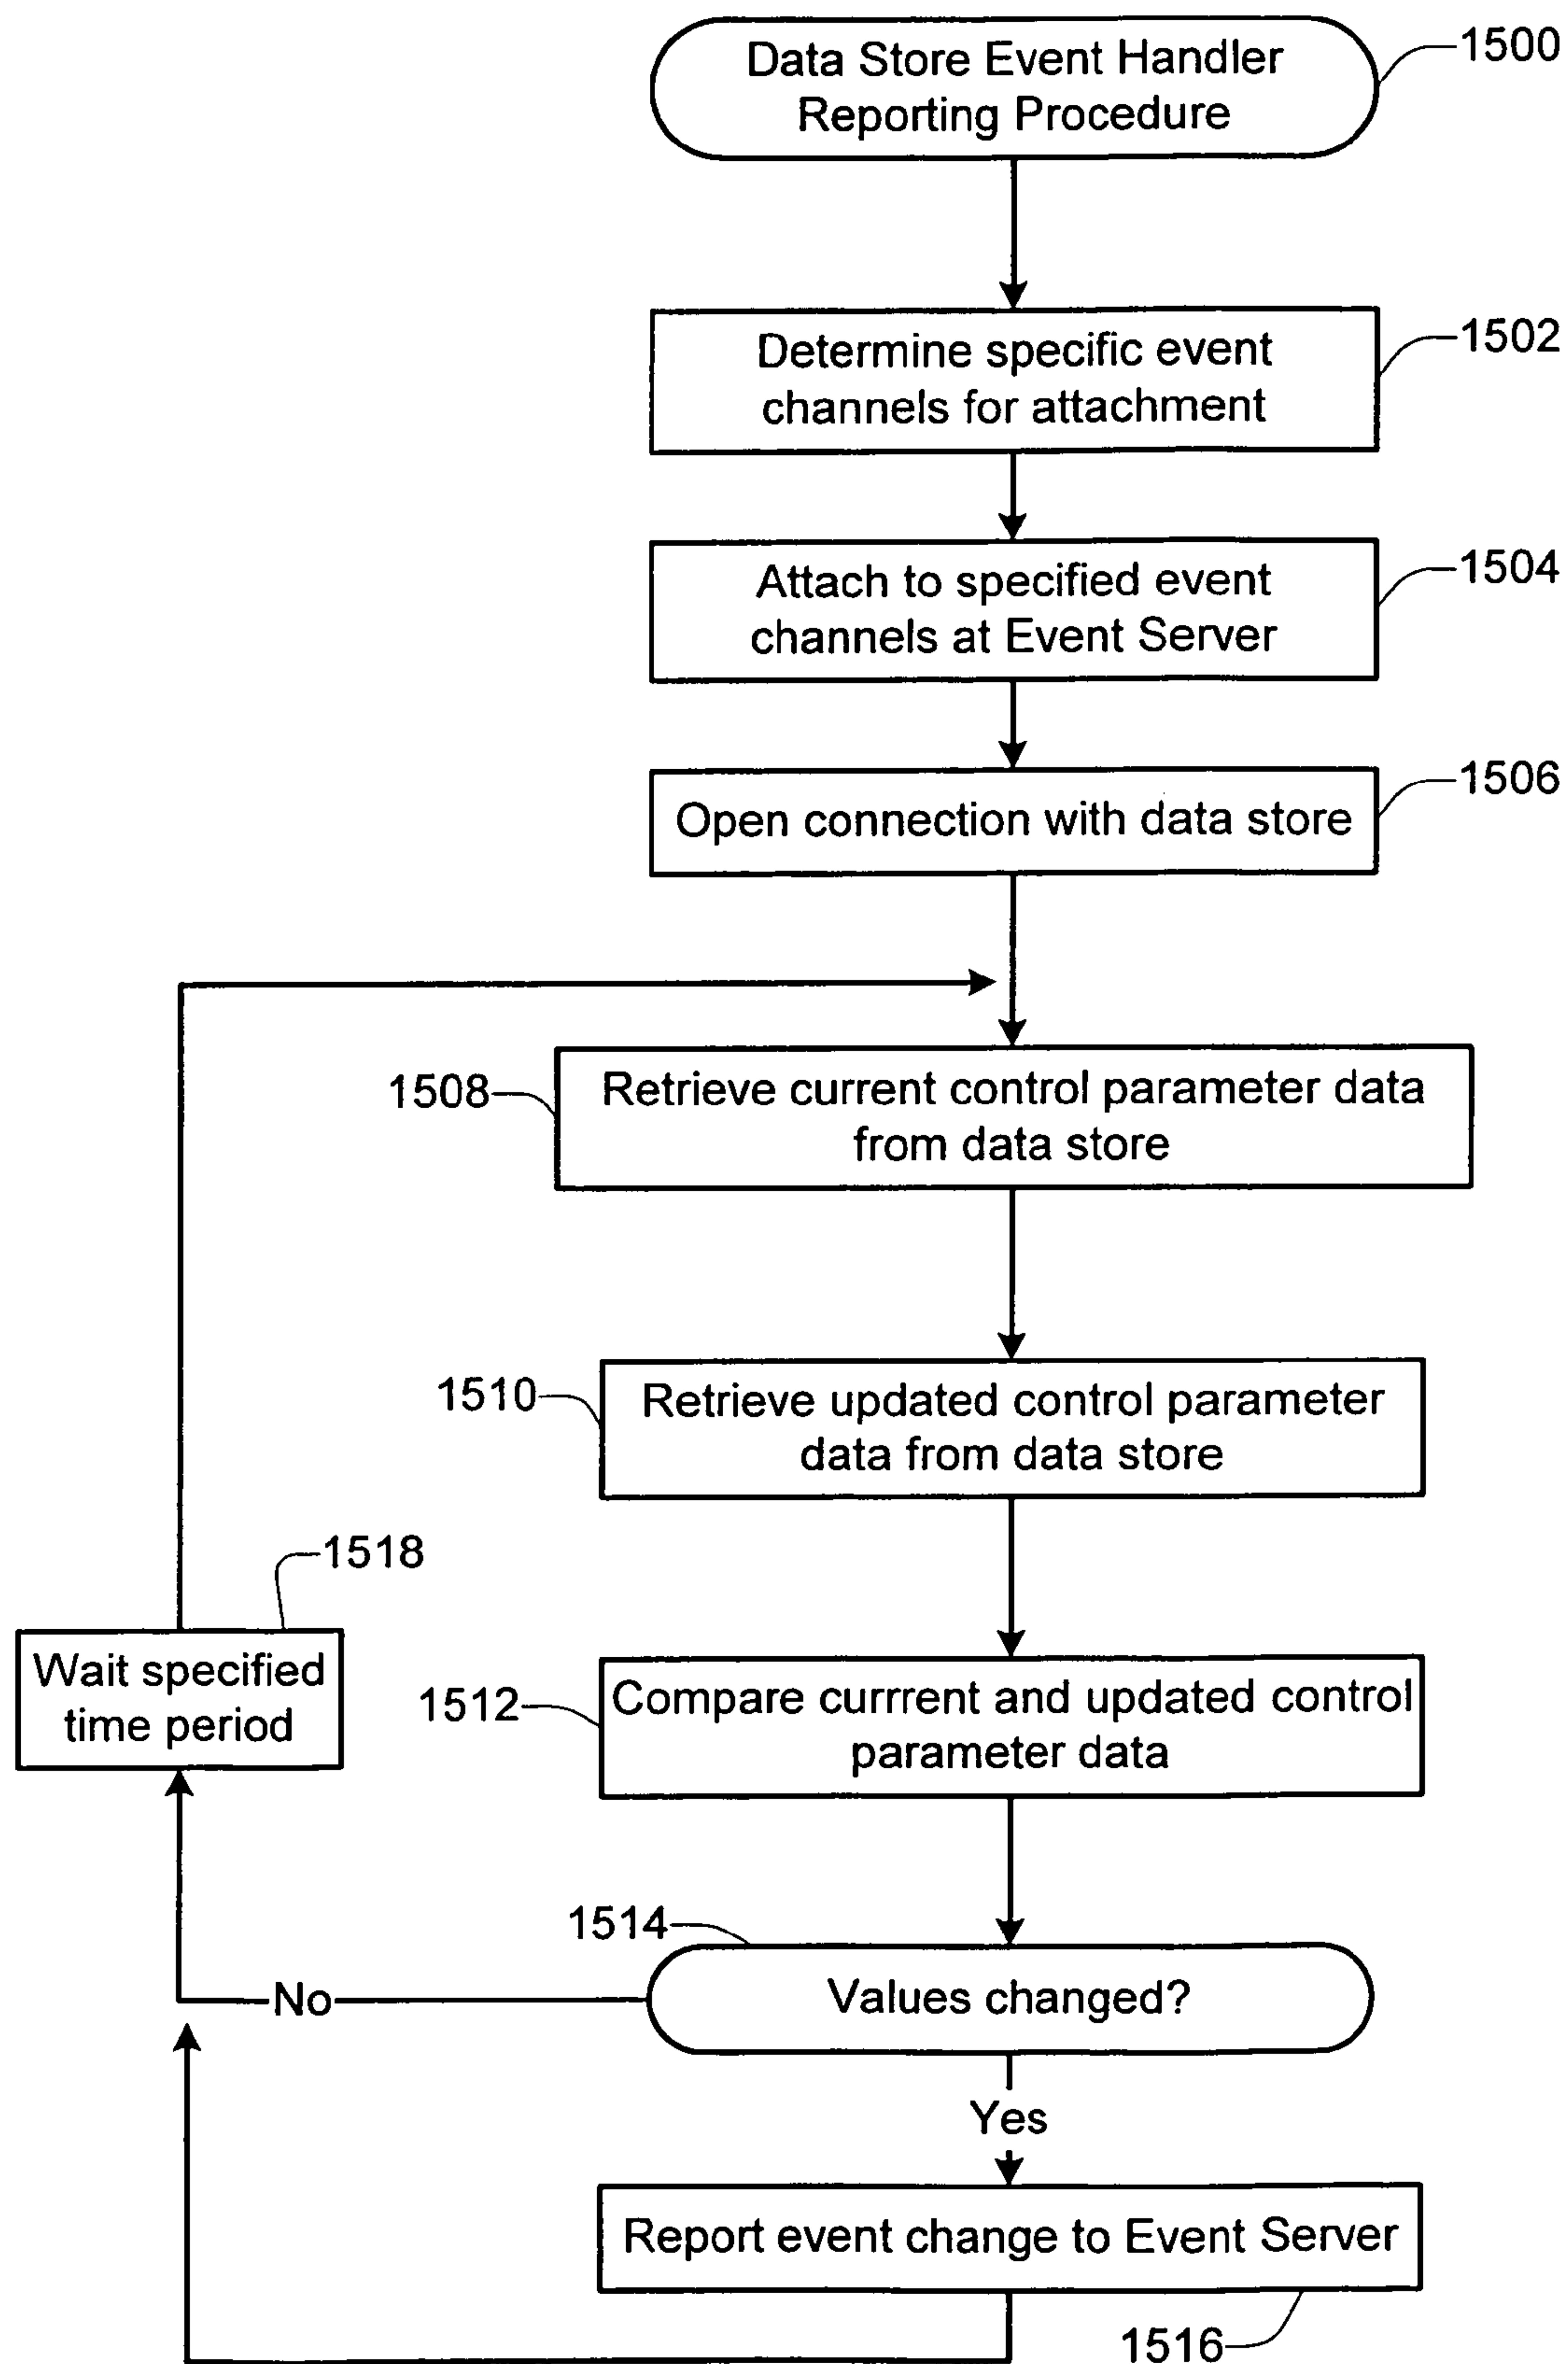 Data Store Event Handler
Reporting Procedure
1500
Determine specific event
channels for attachment
1502
Attach to specified event
channels at Event Server
1504
Open connection with data store
1506
1508
Retrieve current control parameter data
from data store
1510
Retrieve updated control parameter
data from data store
1518
Wait specified
time period
1512
Compare currrent and updated control
parameter data
1514
Values changed?
No
Yes
Report event change to Event Server
1516